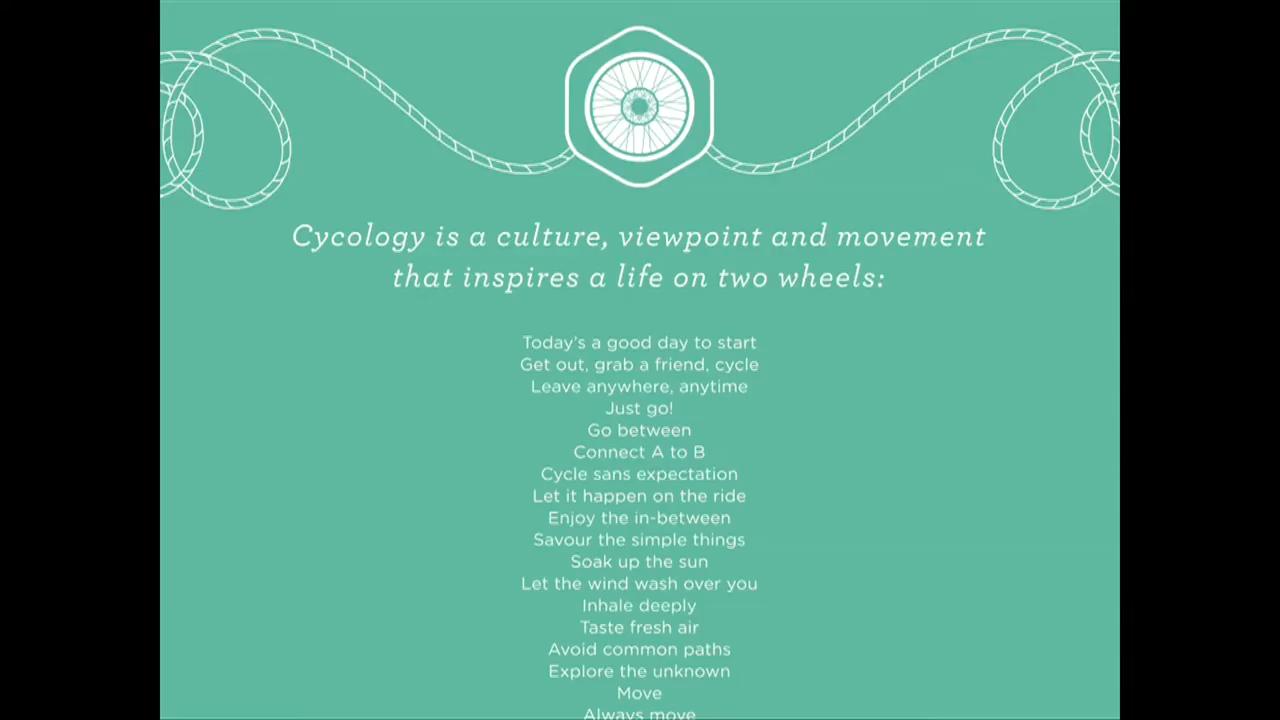 Cycology is a culture, viewpoint and movement
that inspires a life on two wheels:
Today's a good day to start
Get out, grab a friend, cycle
Leave anywhere, anytime
Just go!
Go between
Connect A to B
Cycle sans expectation
Let it happen on the ride
Enjoy the in-between
Savour the simple things
Soak up the sun
Let the wind wash over you
Inhale deeply
Taste fresh air
Avoid common paths
Explore the unknown
Move
Always move